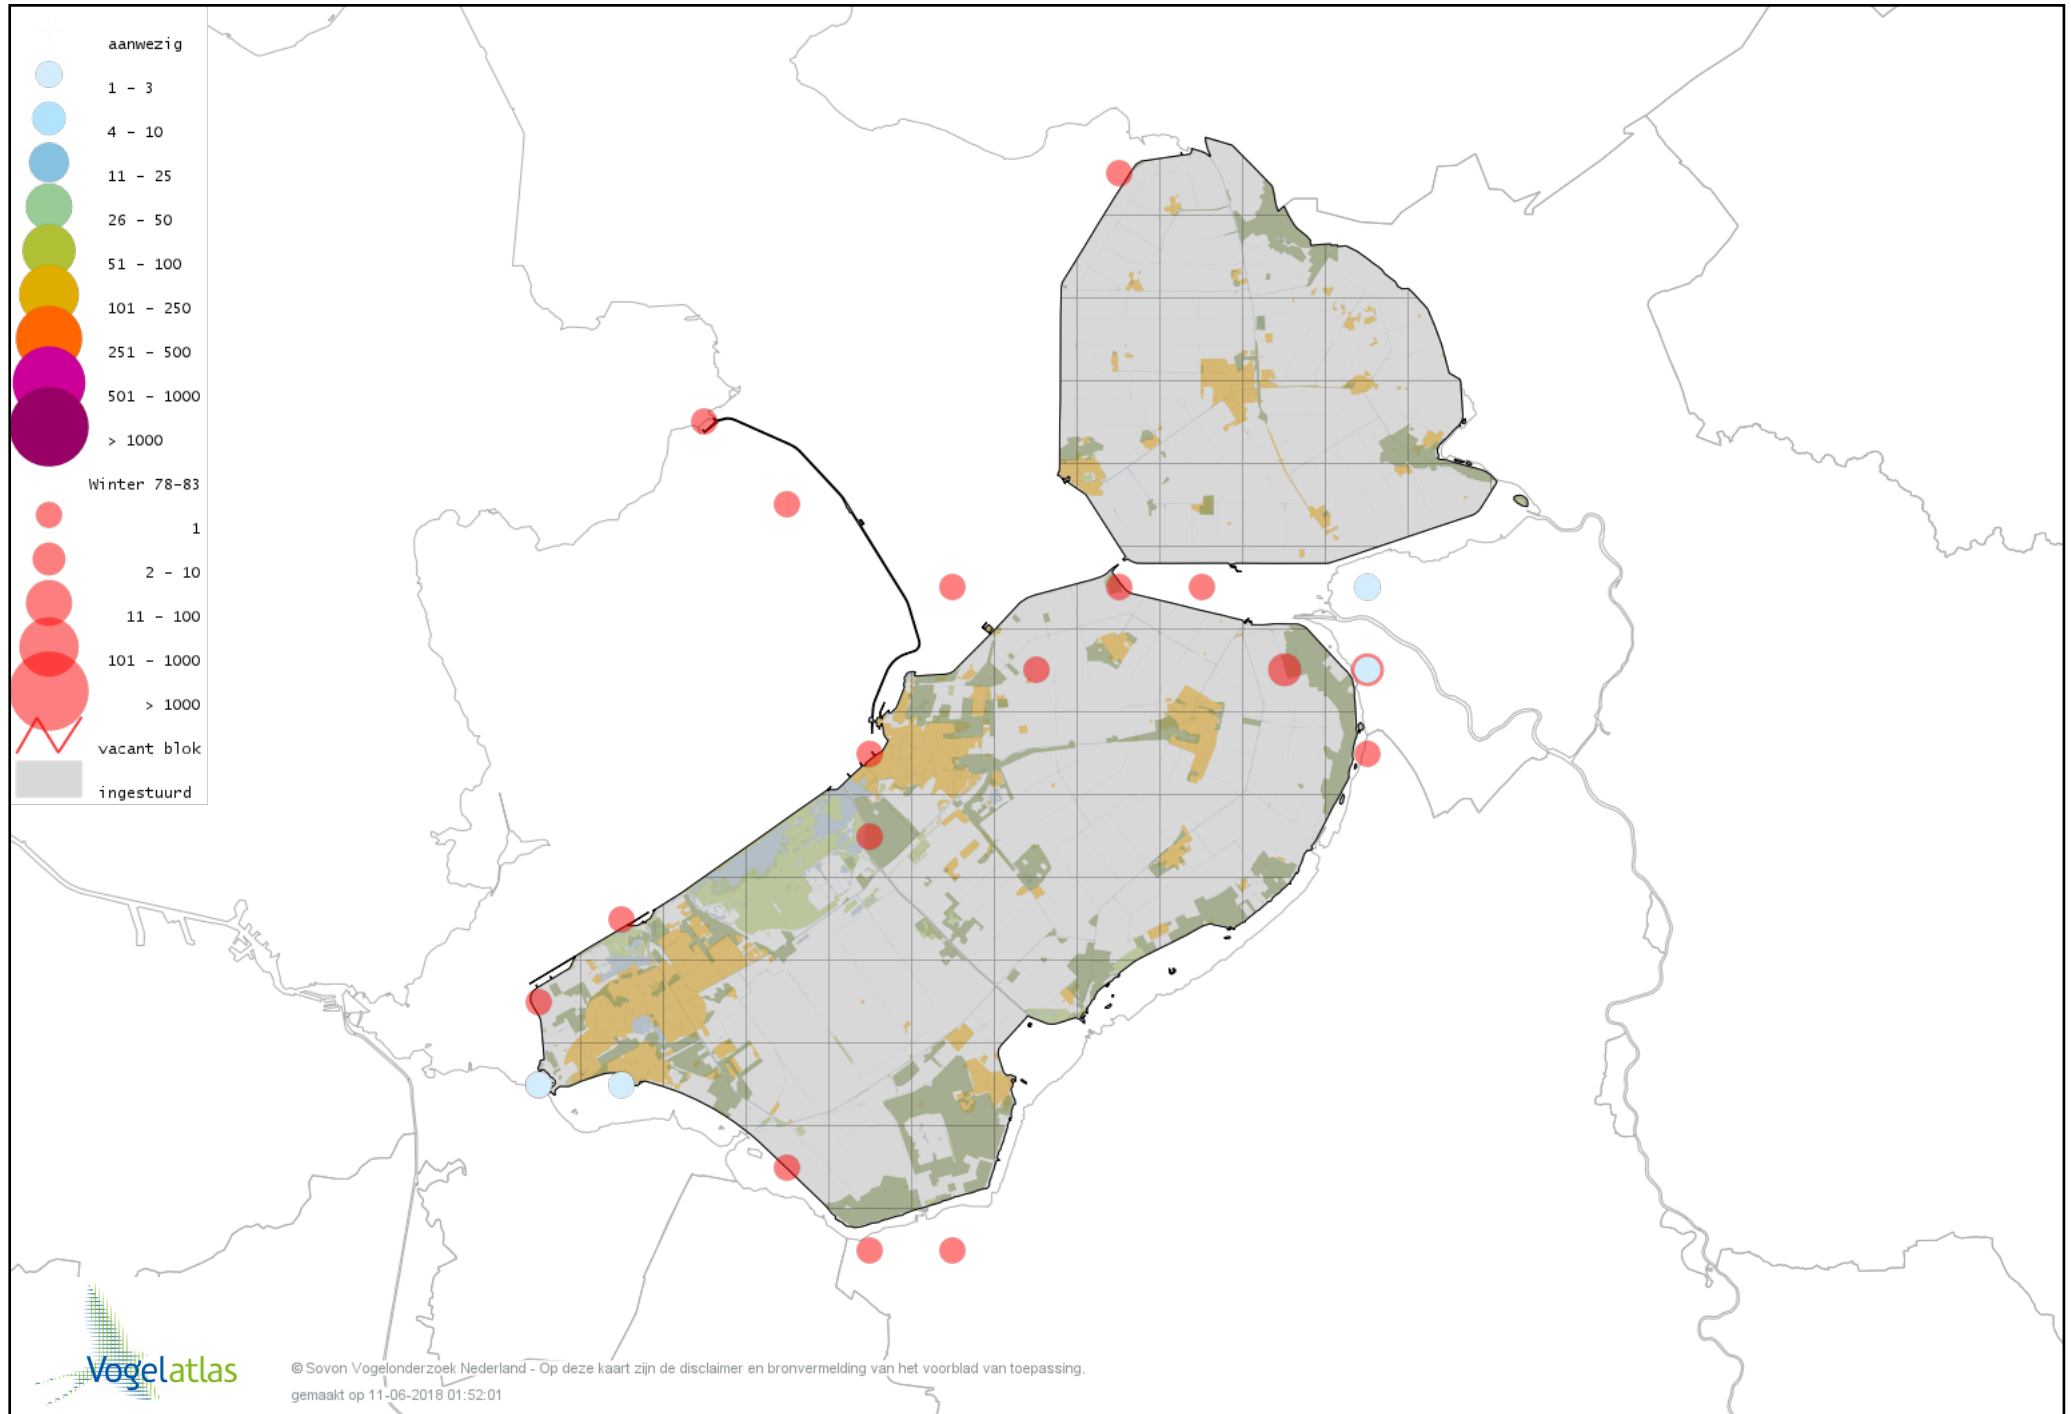 aanwezig
1 – 3
4 – 10
11 – 25
26 – 50
51 – 100
101 – 250
251 – 500
501 – 1000
> 1000
Winter 78-83
1
2 – 10
11 – 100
101 – 1000
> 1000
vacant blok
ingestuurd
Vogelatlas
© Sovon Vogelonderzoek Nederland - Op deze kaart zijn de disclaimer en bronvermelding van het voorblad van toepassing.
gemaakt op 11-06-2018 01:52:01